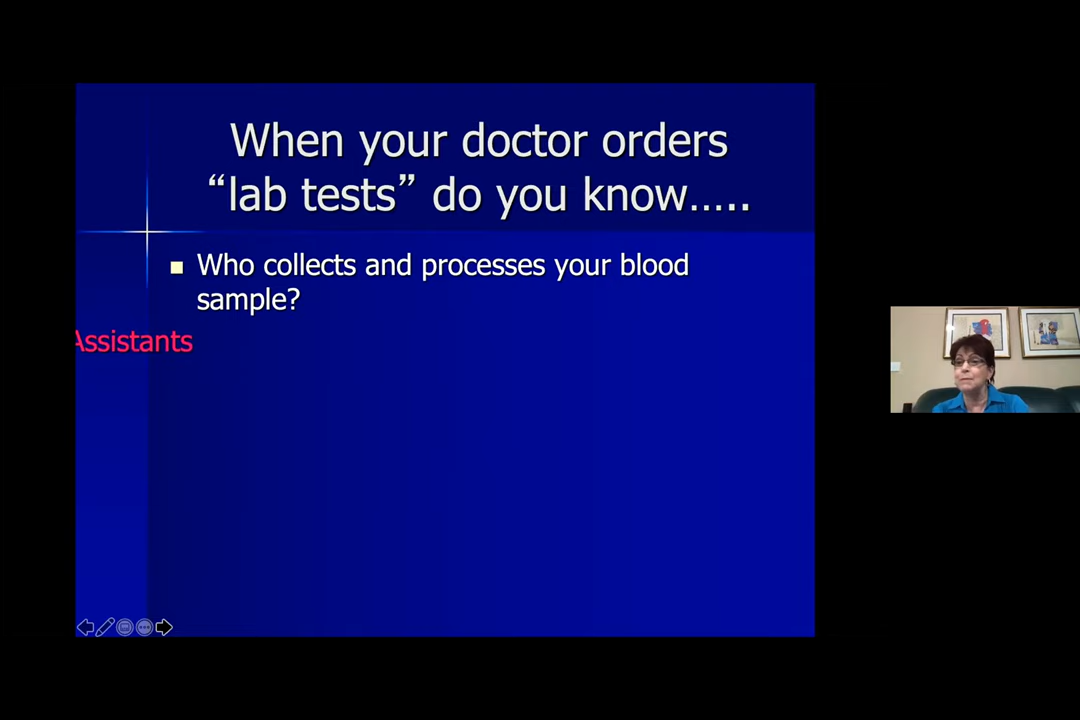 When your doctor orders
“lab tests” do you know…..
Who collects and processes your blood
sample?
Assistants